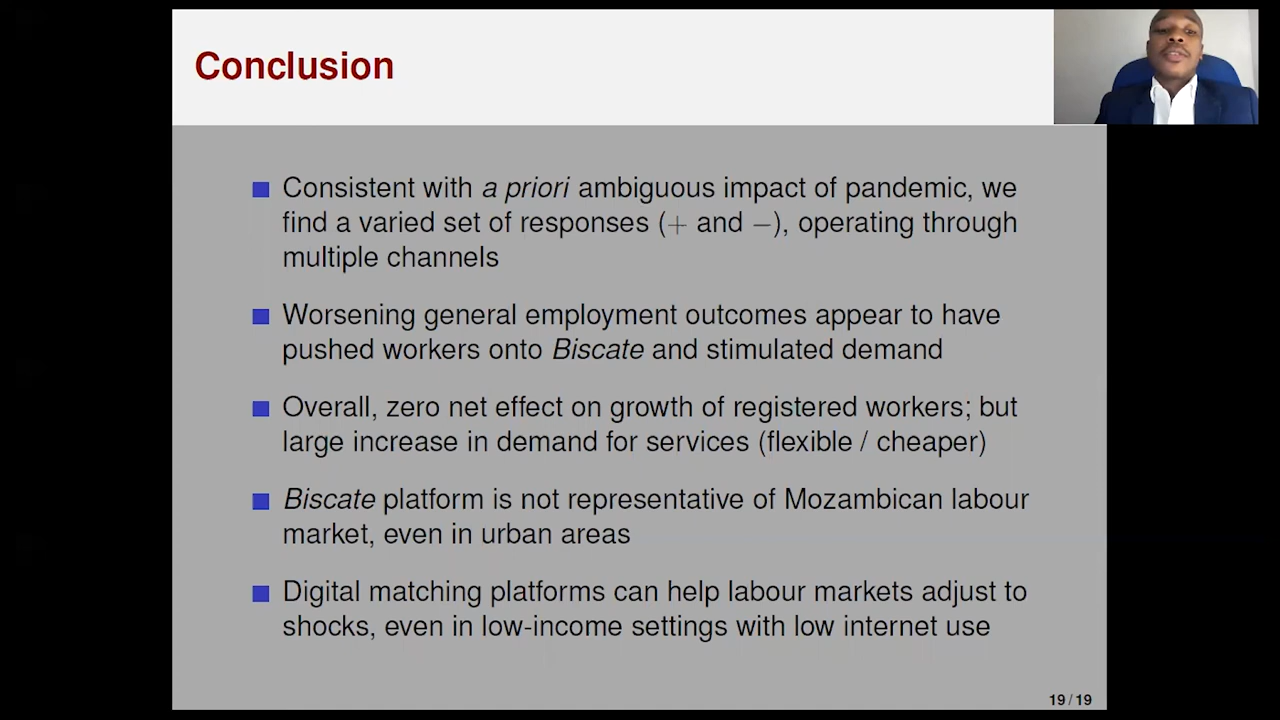 Conclusion
Consistent with a priori ambiguous impact of pandemic, we
find a varied set of responses (+ and −), operating through
multiple channels
Worsening general employment outcomes appear to have
pushed workers onto Biscate and stimulated demand
Overall, zero net effect on growth of registered workers; but
large increase in demand for services (flexible / cheaper)
Biscate platform is not representative of Mozambican labour
market, even in urban areas
Digital matching platforms can help labour markets adjust to
shocks, even in low-income settings with low internet use
19 / 19